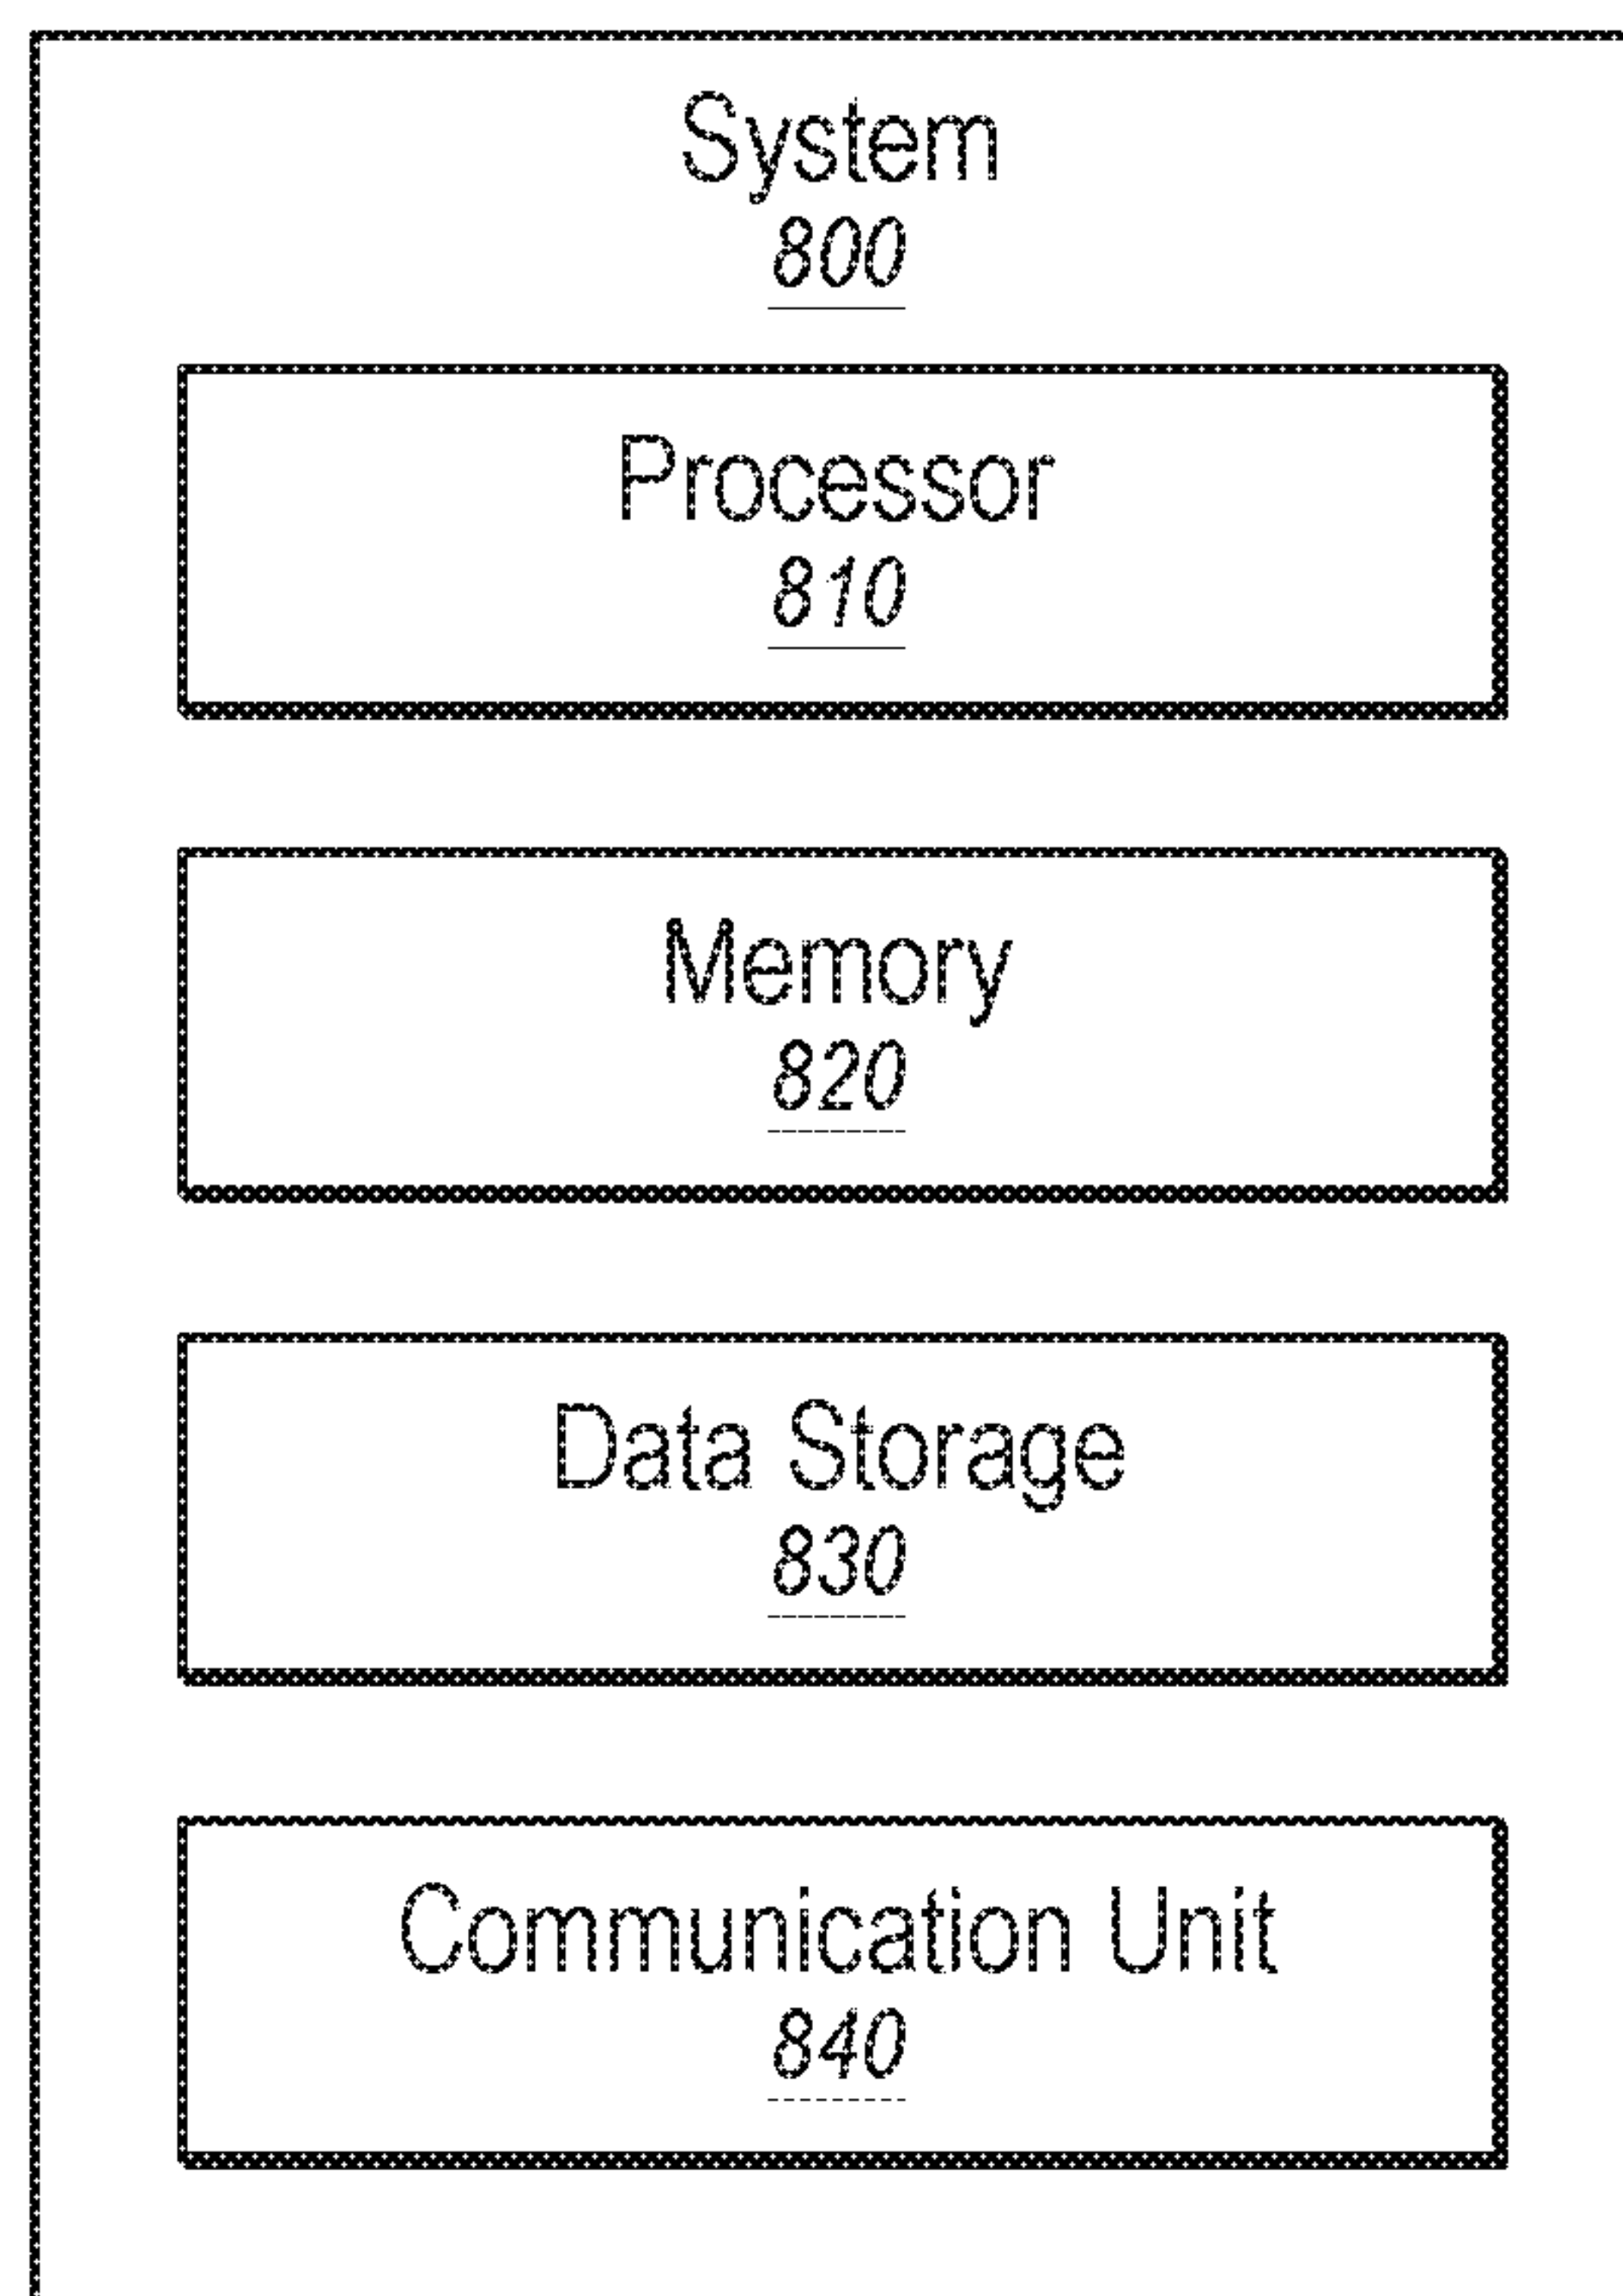 System
800
Processor
810
Memory
820
Data Storage
830
Communication Unit
840